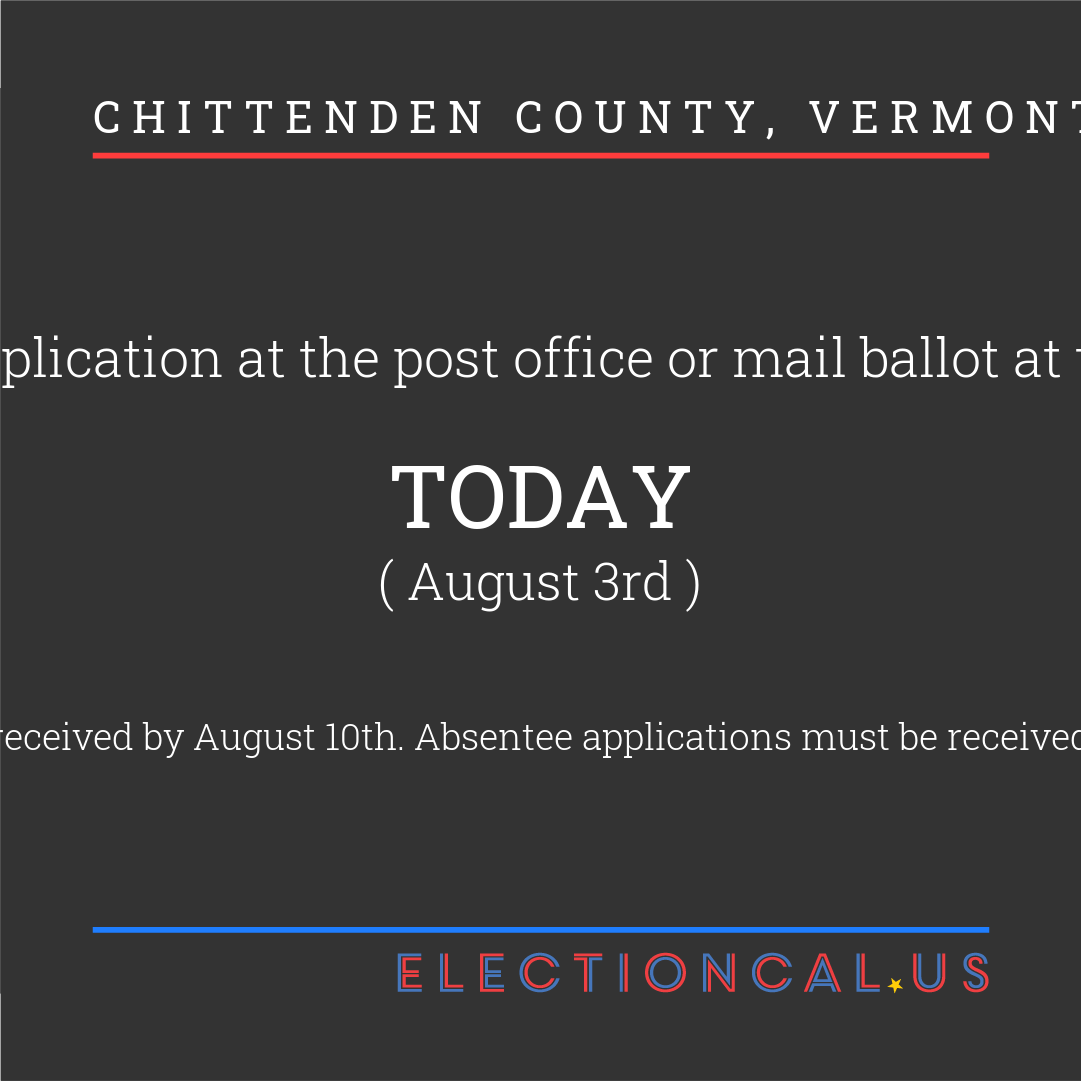 CHITTENDEN COUNTY, VERMONT
plication at the post office or mail ballot at
TODAY
( August 3rd )
received by August 10th. Absentee applications must be received
ELECTIONCAL.US